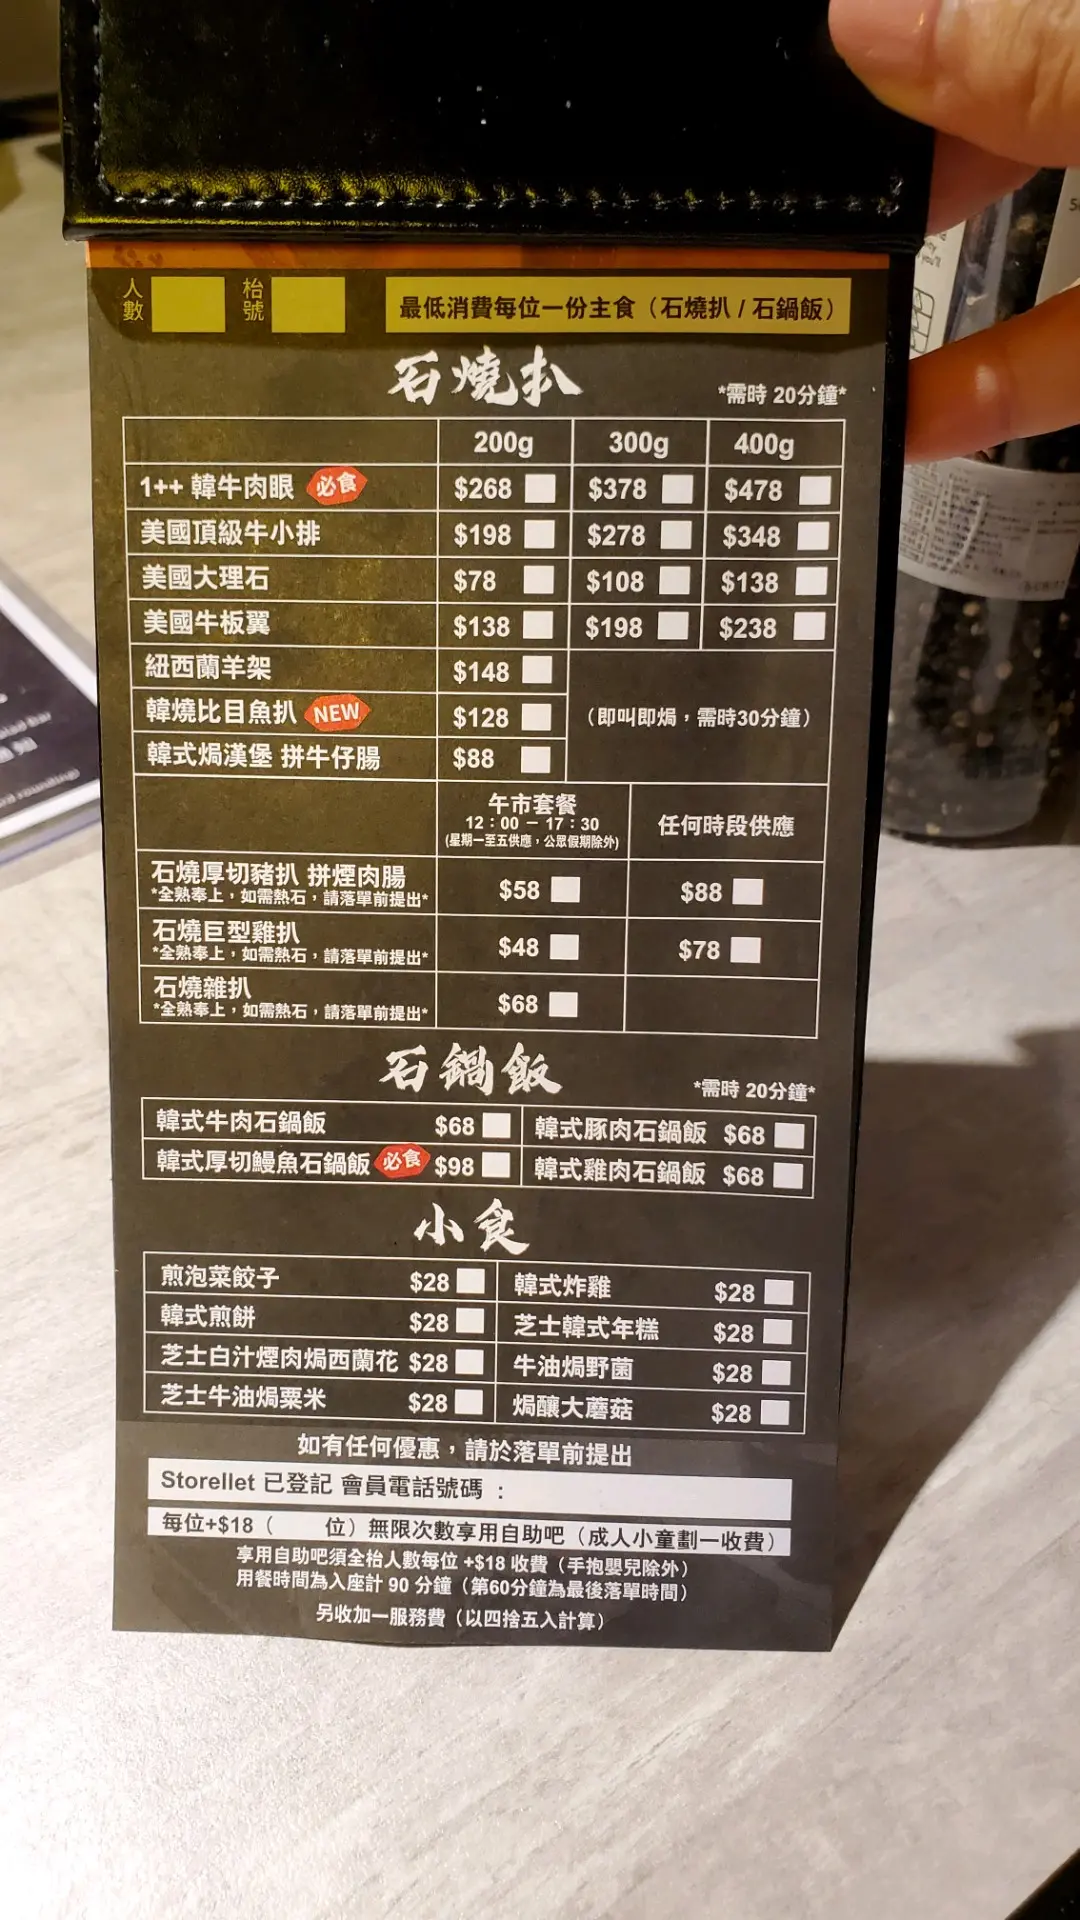 人數
枱號
最低消費每位一份主食（石燒扒 / 石鍋飯）
石燒扒
*需時 20分鐘*
200g 300g 400g
1++ 韓牛肉眼 必食 $268 $378 $478
美國頂級牛小排 $198 $278 $348
美國大理石 $78 $108 $138
美國牛板翼 $138 $198 $238
紐西蘭羊架 $148
韓燒比目魚扒 NEW $128 （即叫即焗，需時30分鐘）
韓式焗漢堡 拼牛仔腸 $88
午市套餐
12：00 － 17：30
(星期一至五供應，公眾假期除外)
任何時段供應
石燒厚切豬扒 拼煙肉腸 $58 $88
*全熟奉上，如需熱石，請落單前提出*
石燒巨型雞扒 $48 $78
*全熟奉上，如需熱石，請落單前提出*
石燒雜扒 $68
*全熟奉上，如需熱石，請落單前提出*
石鍋飯
*需時 20分鐘*
韓式牛肉石鍋飯 $68 韓式豚肉石鍋飯 $68
韓式厚切鰻魚石鍋飯 必食 $98 韓式雞肉石鍋飯 $68
小食
煎泡菜餃子 $28 韓式炸雞 $28
韓式煎餅 $28 芝士韓式年糕 $28
芝士白汁煙肉焗西蘭花 $28 牛油焗野菌 $28
芝士牛油焗粟米 $28 焗釀大蘑菇 $28
如有任何優惠，請於落單前提出
Storellet 已登記 會員電話號碼 :
每位+$18（ 位）無限次數享用自助吧（成人小童劃一收費）
享用自助吧須全枱人數每位 +$18 收費（手抱嬰兒除外）
用餐時間為入座計 90 分鐘（第60分鐘為最後落單時間）
另收加一服務費（以四捨五入計算）